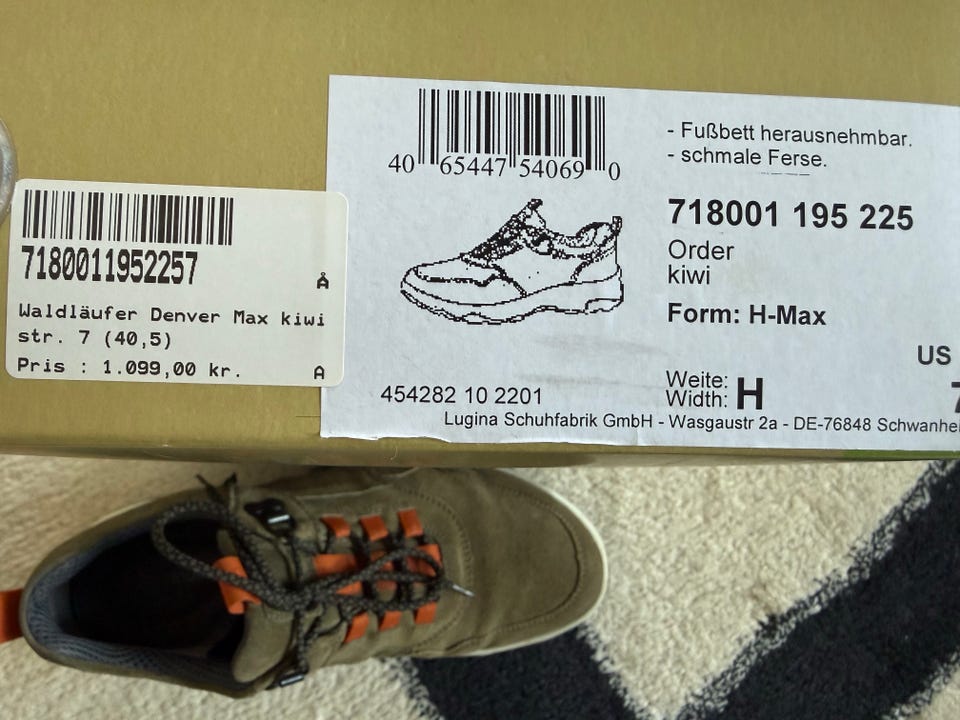 7180011952257
Å
Waldläufer Denver Max kiwi
str. 7 (40,5)
Pris : 1.099,00 kr.
A
40 65447 54069 0
- Fußbett herausnehmbar.
- schmale Ferse.
718001 195 225
Order
kiwi
Form: H-Max
US
Weite:
Width: H
7
454282 10 2201
Lugina Schuhfabrik GmbH - Wasgaustr 2a - DE-76848 Schwanhei